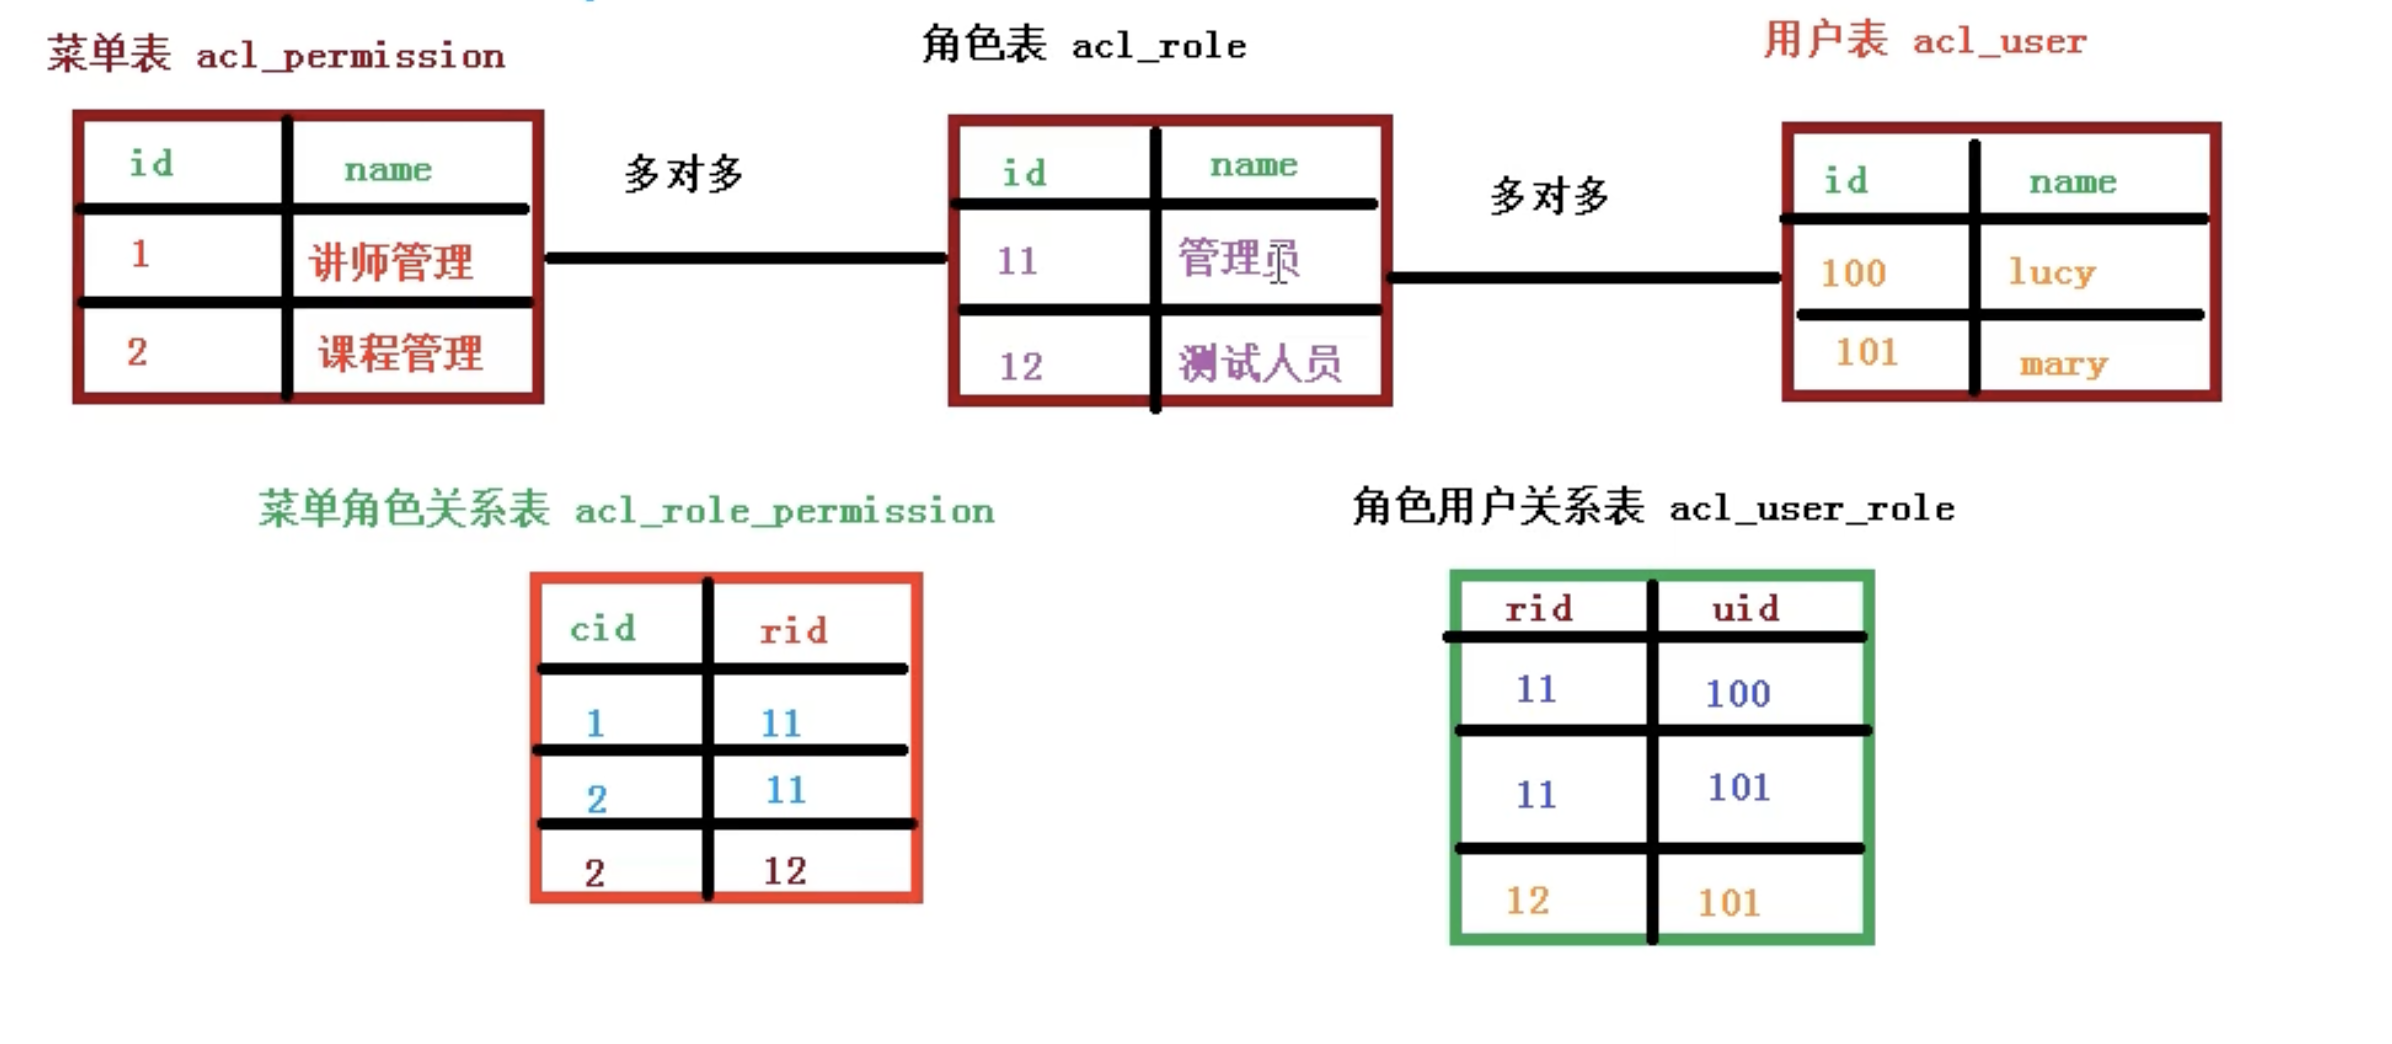 菜单表 acl_permission
角色表 acl_role
用户表 acl_user
id name
1 讲师管理
2 课程管理
多对多
id name
11 管理员
12 测试人员
多对多
id name
100 lucy
101 mary
菜单角色关系表 acl_role_permission
cid rid
1 11
2 11
2 12
角色用户关系表 acl_user_role
rid uid
11 100
11 101
12 101